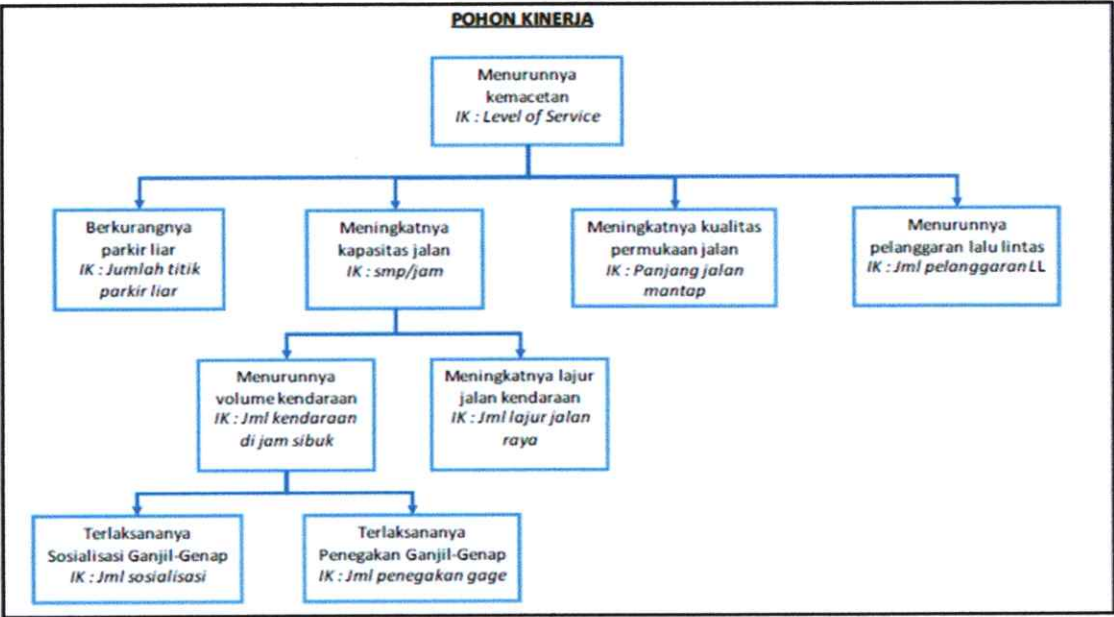 POHON KINERJA
Menurunnya
kemacetan
IK : Level of Service
Berkurangnya
parkir liar
IK : Jumlah titik
parkir liar
Meningkatnya
kapasitas jalan
IK : smp/jam
Meningkatnya kualitas
permukaan jalan
IK : Panjang jalan
mantap
Menurunnya
pelanggaran lalu lintas
IK : Jml pelanggaran LL
Menurunnya
volume kendaraan
IK : Jml kendaraan
di jam sibuk
Meningkatnya lajur
jalan kendaraan
IK : Jml lajur jalan
raya
Terlaksananya
Sosialisasi Ganjil-Genap
IK : Jml sosialisasi
Terlaksananya
Penegakan Ganjil-Genap
IK : Jml penegakan gage